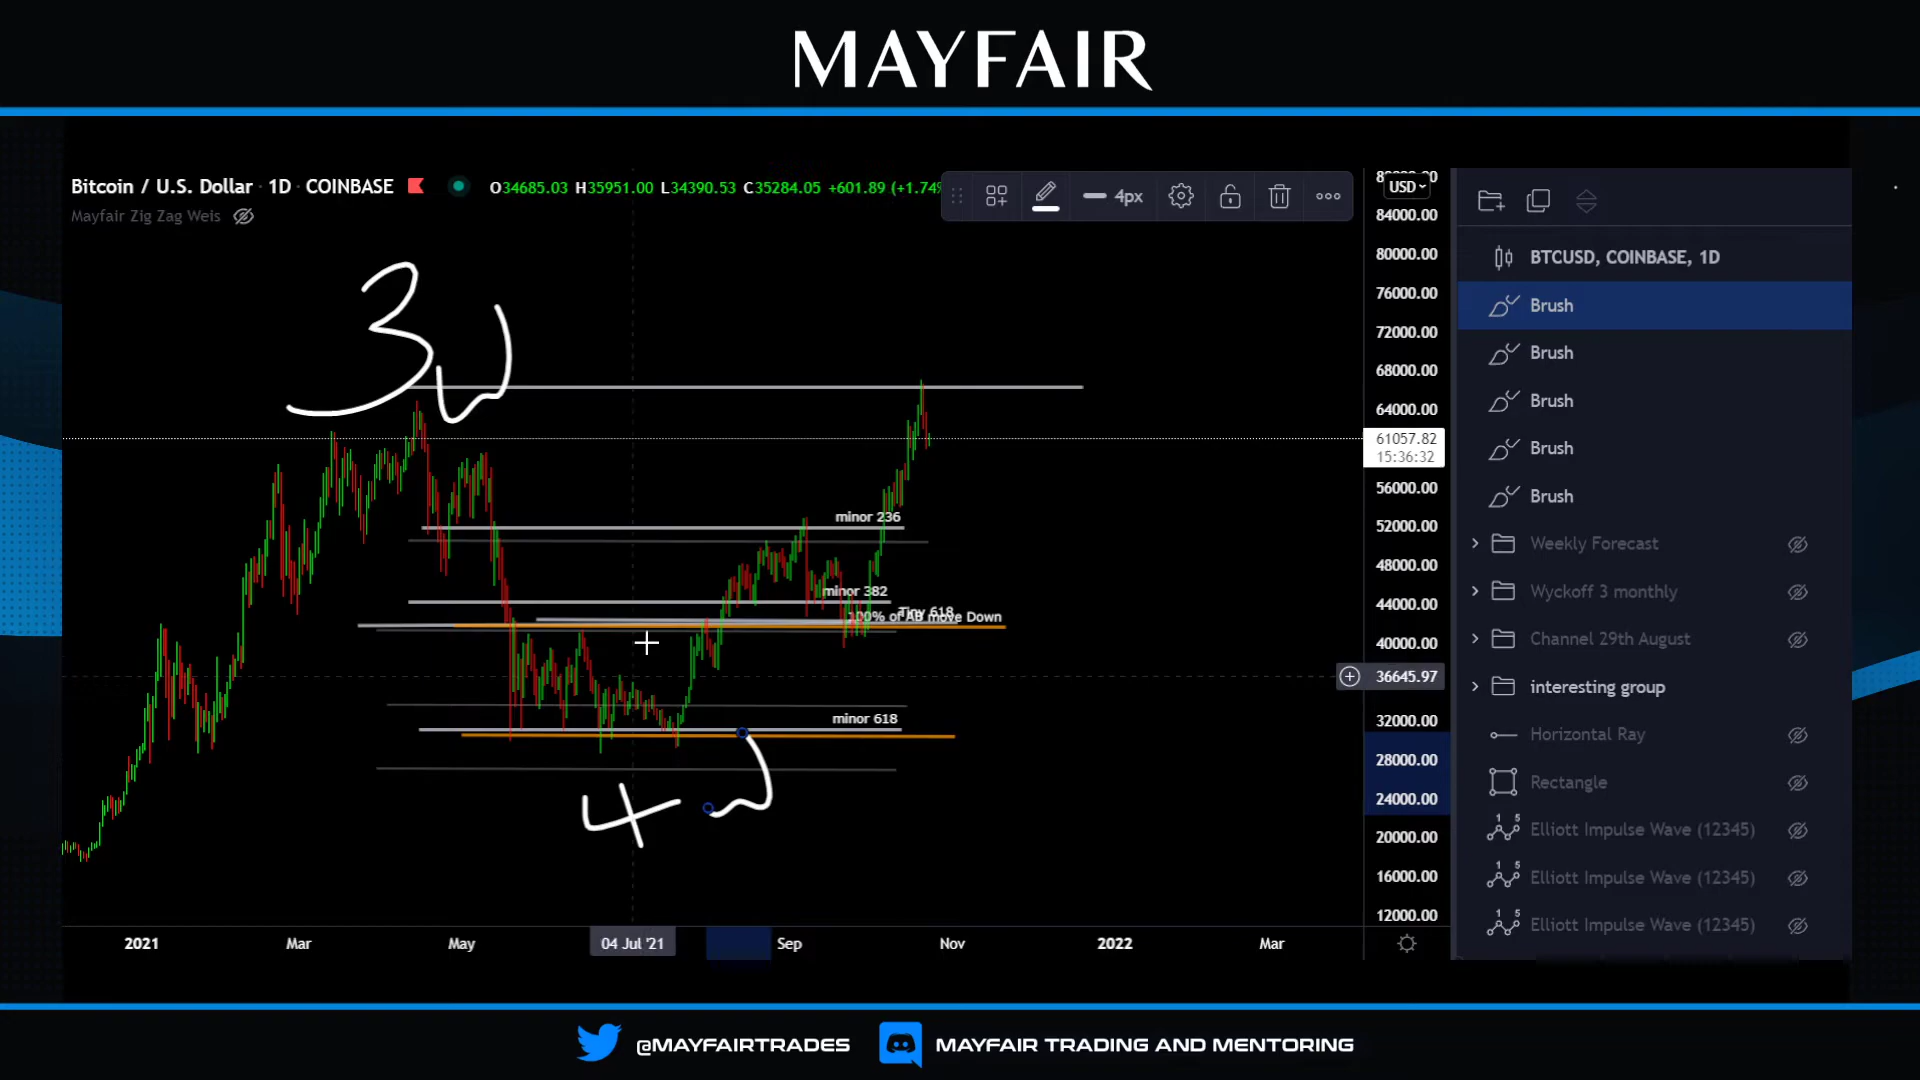 MAYFAIR
Bitcoin / U.S. Dollar · 1D · COINBASE O34685.03 H35951.00 L34390.53 C35284.05 +601.89 (+1.74%
Mayfair Zig Zag Weis
4px
USD
84000.00
80000.00
76000.00
72000.00
68000.00
64000.00
61057.82
15:36:32
56000.00
52000.00
48000.00
44000.00
40000.00
36645.97
32000.00
28000.00
24000.00
20000.00
16000.00
12000.00
3
minor 236
minor 382
Tiny 618
100% of AB move Down
minor 618
4
2021 Mar May 04 Jul '21 Sep Nov 2022 Mar
BTCUSD, COINBASE, 1D
Brush
Brush
Brush
Brush
Brush
Weekly Forecast
Wyckoff 3 monthly
Channel 29th August
interesting group
Horizontal Ray
Rectangle
Elliott Impulse Wave (12345)
Elliott Impulse Wave (12345)
Elliott Impulse Wave (12345)
@MAYFAIRTRADES MAYFAIR TRADING AND MENTORING